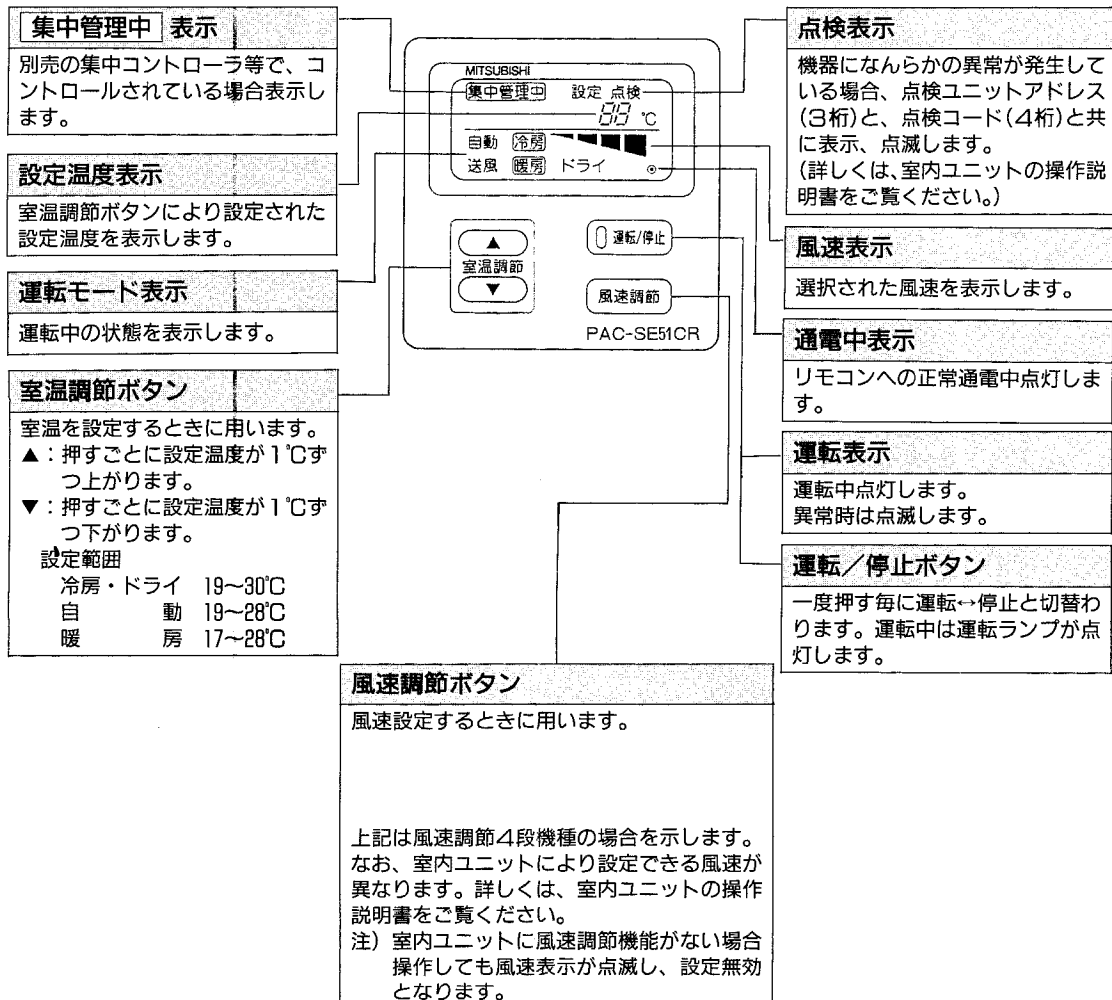 集中管理中 表示
別売の集中コントローラ等で、コ
ントロールされている場合表示し
ます。
設定温度表示
室温調節ボタンにより設定された
設定温度を表示します。
運転モード表示
運転中の状態を表示します。
室温調節ボタン
室温を設定するときに用います。
▲：押すごとに設定温度が1℃ず
つ上がります。
▼：押すごとに設定温度が1℃ず
つ下がります。
設定範囲
冷房・ドライ 19～30℃
自 動 19～28℃
暖 房 17～28℃
MITSUBISHI
集中管理中 設定 点検
88 ℃
自動 冷房
送風 暖房 ドライ
▲
室温調節
▼
運転/停止
風速調節
PAC-SE51CR
点検表示
機器になんらかの異常が発生して
いる場合、点検ユニットアドレス
(3桁)と、点検コード(4桁)と共
に表示、点滅します。
(詳しくは、室内ユニットの操作説
明書をご覧ください。)
風速表示
選択された風速を表示します。
通電中表示
リモコンへの正常通電中点灯しま
す。
運転表示
運転中点灯します。
異常時は点滅します。
運転／停止ボタン
一度押す毎に運転↔停止と切替わ
ります。運転中は運転ランプが点
灯します。
風速調節ボタン
風速設定するときに用います。
上記は風速調節4段機種の場合を示します。
なお、室内ユニットにより設定できる風速が
異なります。詳しくは、室内ユニットの操作
説明書をご覧ください。
注）室内ユニットに風速調節機能がない場合
操作しても風速表示が点滅し、設定無効
となります。